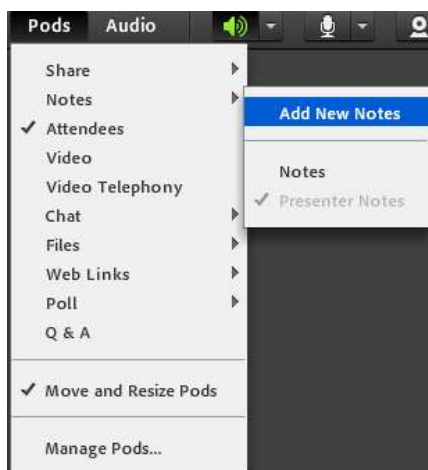 Pods Audio
Share
Notes
Attendees
Video
Video Telephony
Chat
Files
Web Links
Poll
Q & A
Move and Resize Pods
Manage Pods...
Add New Notes
Notes
Presenter Notes